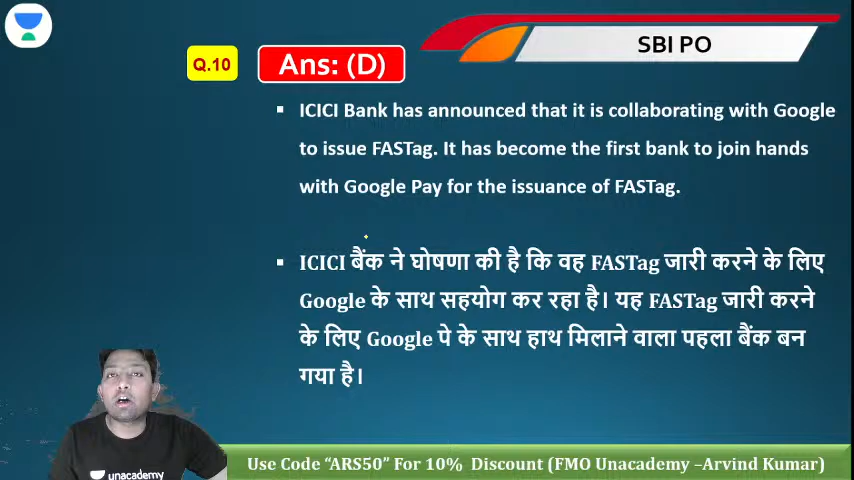 SBI PO
Q.10
Ans: (D)
▪ ICICI Bank has announced that it is collaborating with Google
to issue FASTag. It has become the first bank to join hands
with Google Pay for the issuance of FASTag.
▪ ICICI बैंक ने घोषणा की है कि वह FASTag जारी करने के लिए
Google के साथ सहयोग कर रहा है। यह FASTag जारी करने
के लिए Google पे के साथ हाथ मिलाने वाला पहला बैंक बन
गया है।
unacademy
Use Code “ARS50” For 10% Discount (FMO Unacademy –Arvind Kumar)